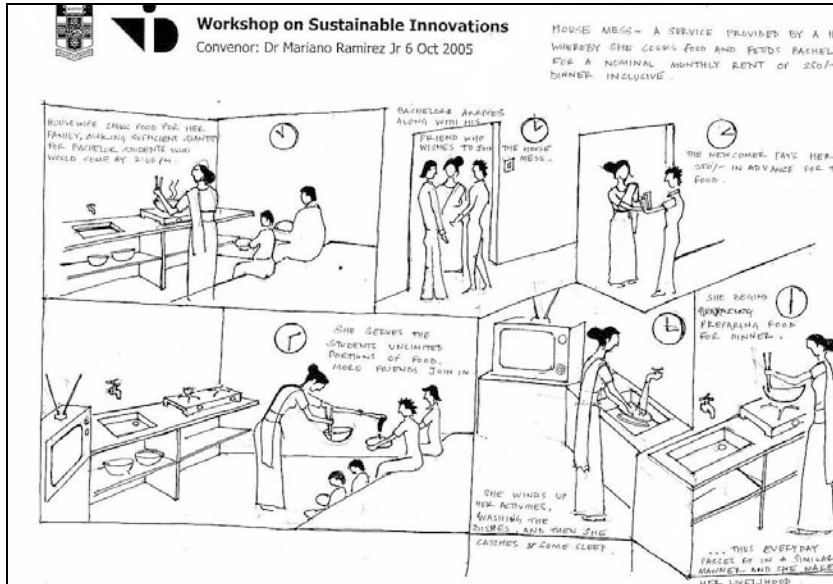 Workshop on Sustainable Innovations
Convenor: Dr Mariano Ramirez Jr 6 Oct 2005
HOUSE MESS - A SERVICE PROVIDED BY A
WHEREBY SHE COOKS FOOD AND FEEDS
FOR A NOMINAL MONTHLY RENT OF 250/-
DINNER INCLUSIVE.
HOUSEWIFE COOKS FOOD FOR HER
FAMILY, MAKING SUFFICIENT QUANTITY
FOR BACHELOR STUDENTS WHO
WOULD COME BY 2:00 PM.
BACHELORS ARRIVES
ALONG WITH HIS
FRIEND WHO
WISHES TO JOIN THE HOUSE
MESS.
THE NEWCOMER PAYS HER
250/- IN ADVANCE FOR
FOOD.
SHE SERVES THE
STUDENTS UNLIMITED
PORTIONS OF FOOD.
MORE FRIENDS JOIN IN
SHE WINDS UP
HER ACTIVITIES,
WASHING THE
DISHES, AND THEN SHE
CATCHES SOME SLEEP.
SHE BEGINS
PREPARING FOOD
FOR DINNER.
... THUS EVERYDAY
PASSES BY IN A SIMILAR
MANNER AND SHE
HER LIVELIHOOD